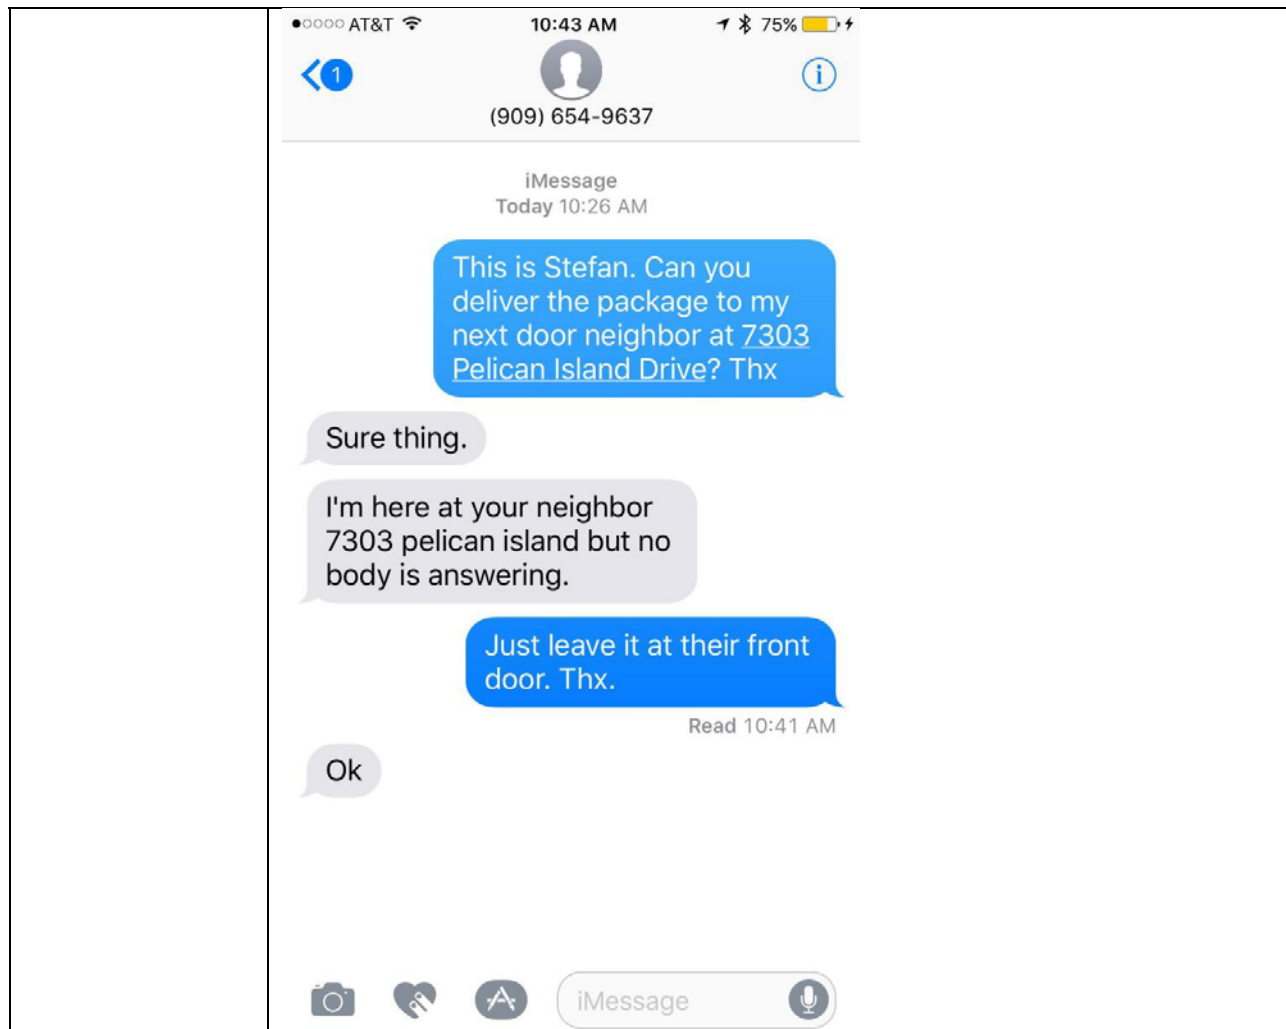 AT&T 10:43 AM 75%
1
(909) 654-9637
iMessage
Today 10:26 AM
This is Stefan. Can you
deliver the package to my
next door neighbor at 7303
Pelican Island Drive? Thx
Sure thing.
I'm here at your neighbor
7303 pelican island but no
body is answering.
Just leave it at their front
door. Thx.
Read 10:41 AM
Ok
iMessage